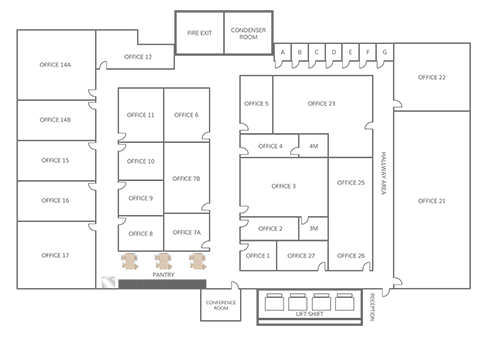 FIRE EXIT
CONDENSER
ROOM
OFFICE 12
A B C D E F G
OFFICE 14A
OFFICE 22
OFFICE 11
OFFICE 6
OFFICE 5
OFFICE 23
OFFICE 14B
OFFICE 4
4M
OFFICE 15
OFFICE 10
OFFICE 7B
HALLWAY AREA
OFFICE 3
OFFICE 25
OFFICE 16
OFFICE 9
OFFICE 21
OFFICE 8
OFFICE 7A
OFFICE 2
3M
OFFICE 17
OFFICE 1
OFFICE 27
OFFICE 26
PANTRY
CONFERENCE
ROOM
LIFT SHIFT
RECEPTION